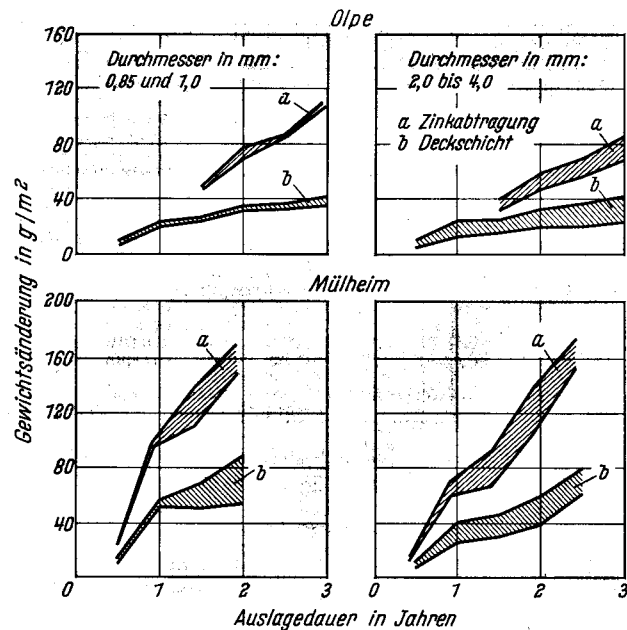 Olpe
160
120
80
40
0
Durchmesser in mm:
0,85 und 1,0
a
b
Durchmesser in mm:
2,0 bis 4,0
a Zinkabtragung
b Deckschicht
a
b
Gewichtsänderung in g/m²
Mülheim
200
160
120
80
40
0
a
b
a
b
1 2 3 0 1 2 3
Auslagedauer in Jahren